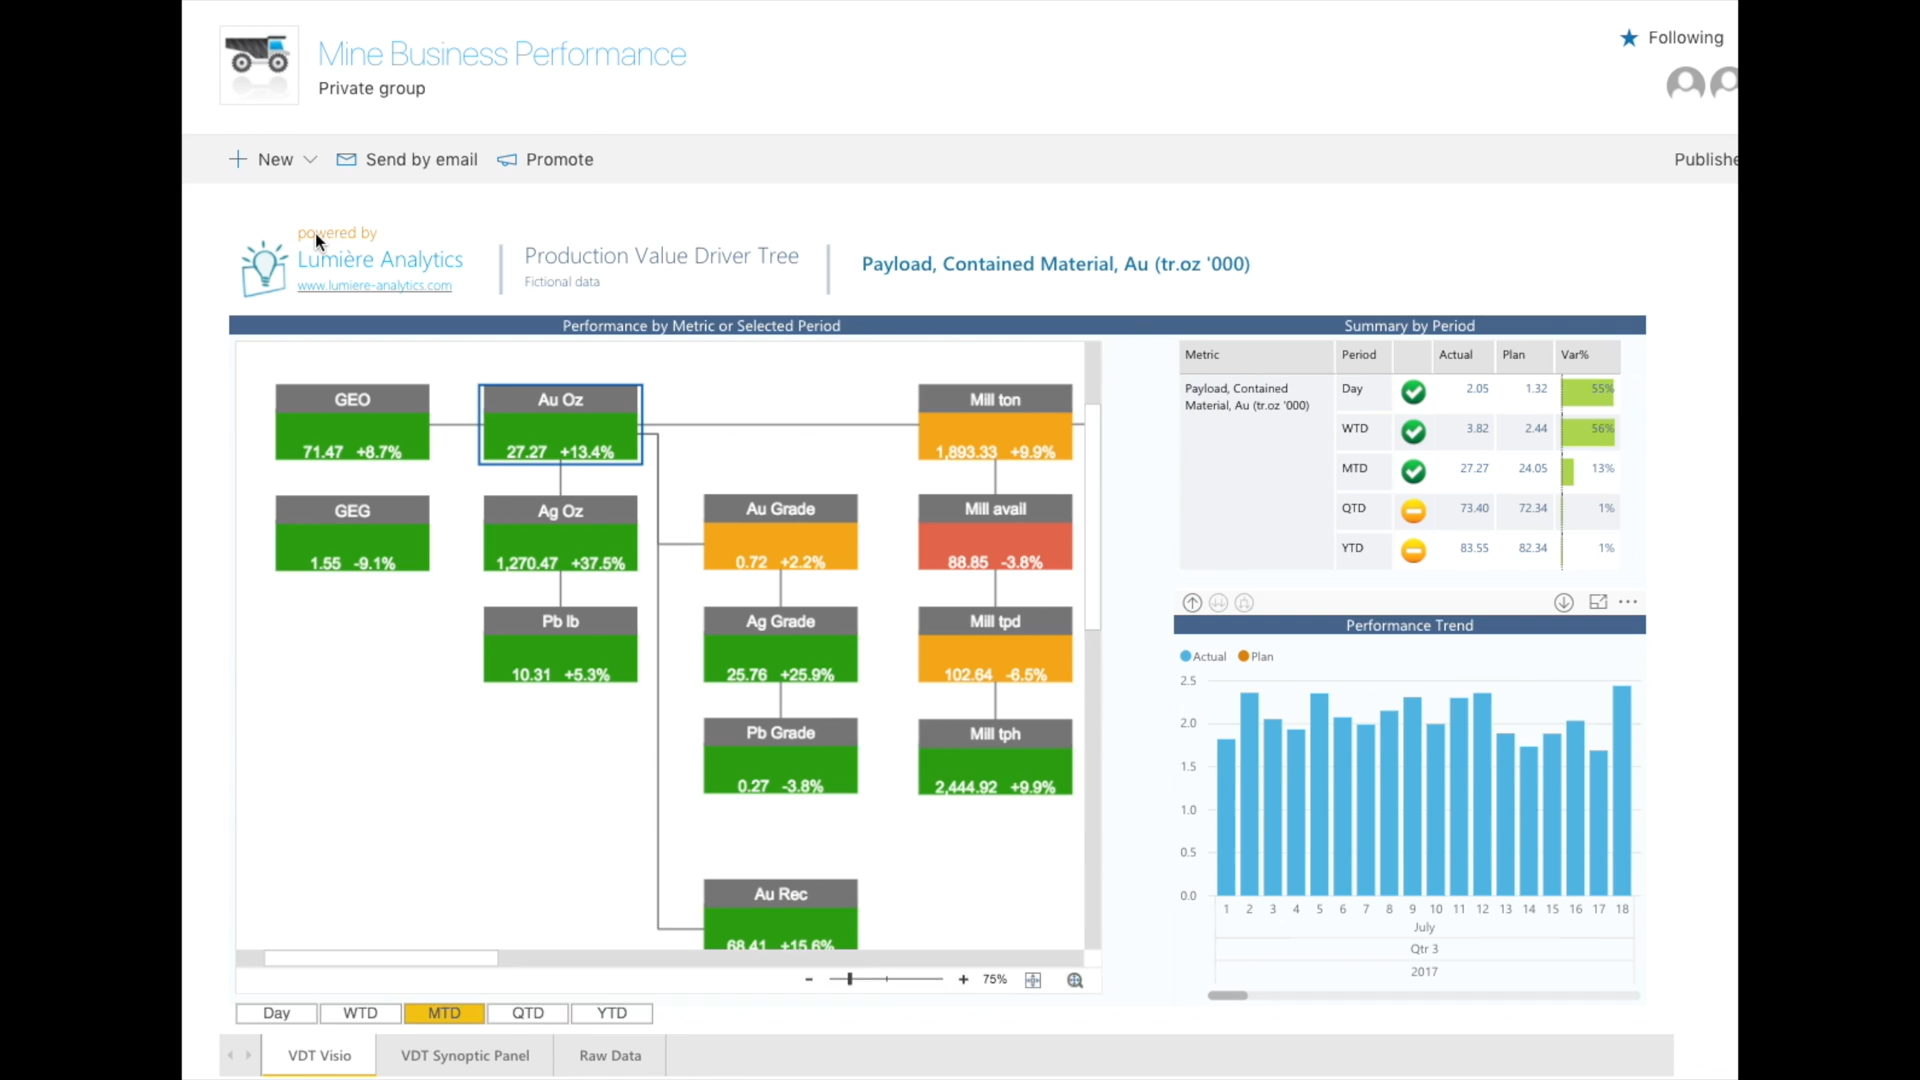 Mine Business Performance
Private group
Following
New
Send by email
Promote
powered by
Lumière Analytics
www.lumiere-analytics.com
Production Value Driver Tree
Fictional data
Payload, Contained Material, Au (tr.oz '000)
Performance by Metric or Selected Period
GEO
71.47 +8.7%
Au Oz
27.27 +13.4%
Mill ton
1,893.33 +9.9%
GEG
1.55 -9.1%
Ag Oz
1,270.47 +37.5%
Au Grade
0.72 +2.2%
Mill avail
88.85 -3.8%
Pb lb
10.31 +5.3%
Ag Grade
25.76 +25.9%
Mill tpd
102.64 -6.5%
Pb Grade
0.27 -3.8%
Mill tph
2,444.92 +9.9%
Au Rec
68.41 +15.6%
75%
Day WTD MTD QTD YTD
Summary by Period
Metric Period Actual Plan Var%
Payload, Contained
Material, Au (tr.oz '000)
Day 2.05 1.32 55%
WTD 3.82 2.44 56%
MTD 27.27 24.05 13%
QTD 73.40 72.34 1%
YTD 83.55 82.34 1%
Performance Trend
Actual Plan
2.5
2.0
1.5
1.0
0.5
0.0
1 2 3 4 5 6 7 8 9 10 11 12 13 14 15 16 17 18
July
Qtr 3
2017
VDT Visio VDT Synoptic Panel Raw Data